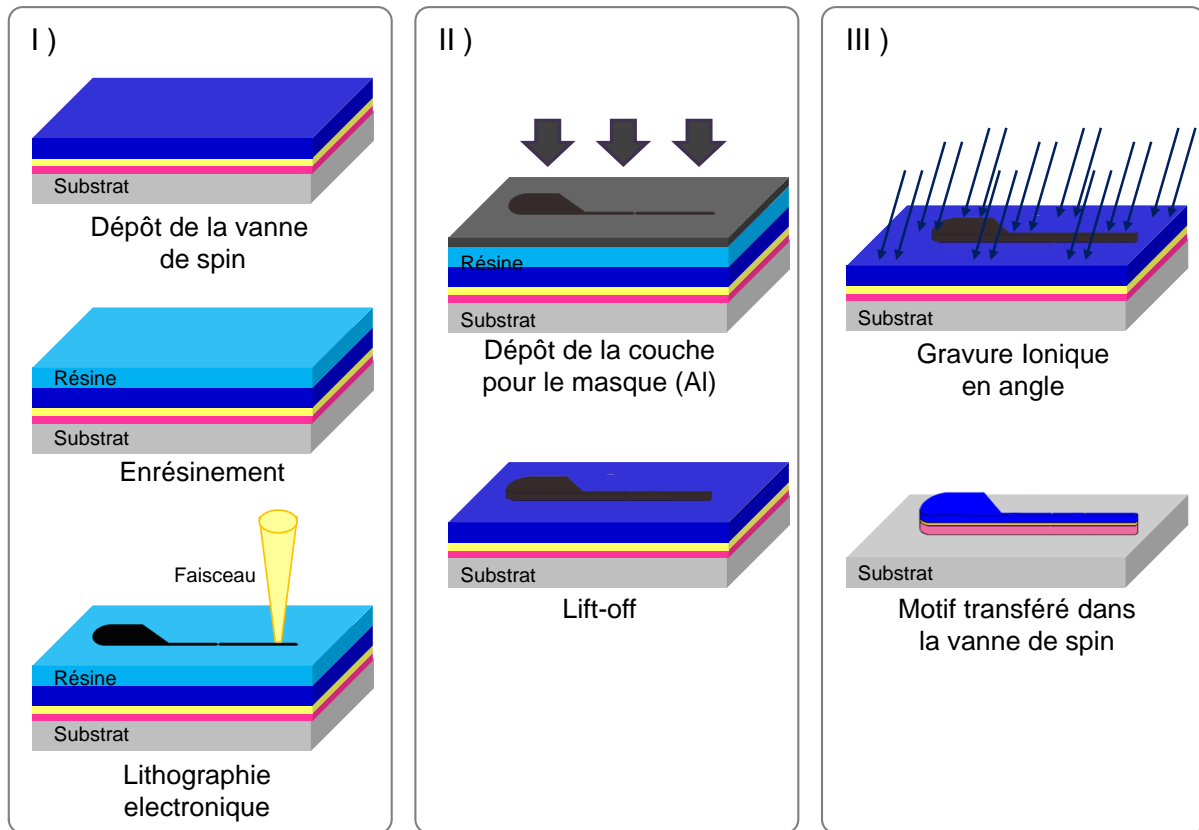 I )
Substrat
Dépôt de la vanne
de spin
Résine
Substrat
Enrésinement
Faisceau
Résine
Substrat
Lithographie
electronique
II )
Résine
Substrat
Dépôt de la couche
pour le masque (Al)
Substrat
Lift-off
III )
Substrat
Gravure Ionique
en angle
Substrat
Motif transféré dans
la vanne de spin